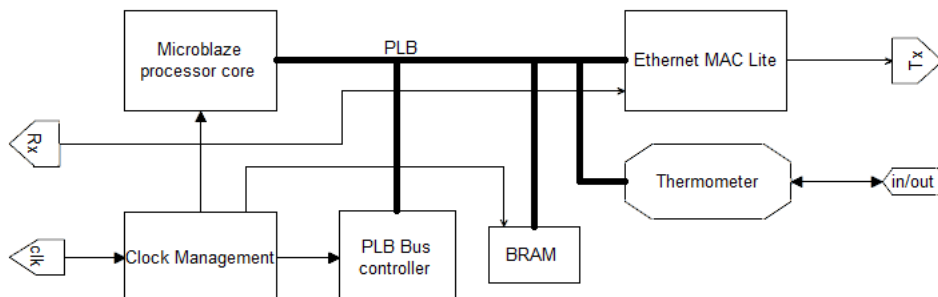 Microblaze
processor core
PLB
Ethernet MAC Lite
Tx
Rx
Thermometer
in/out
clk
Clock Management
PLB Bus
controller
BRAM